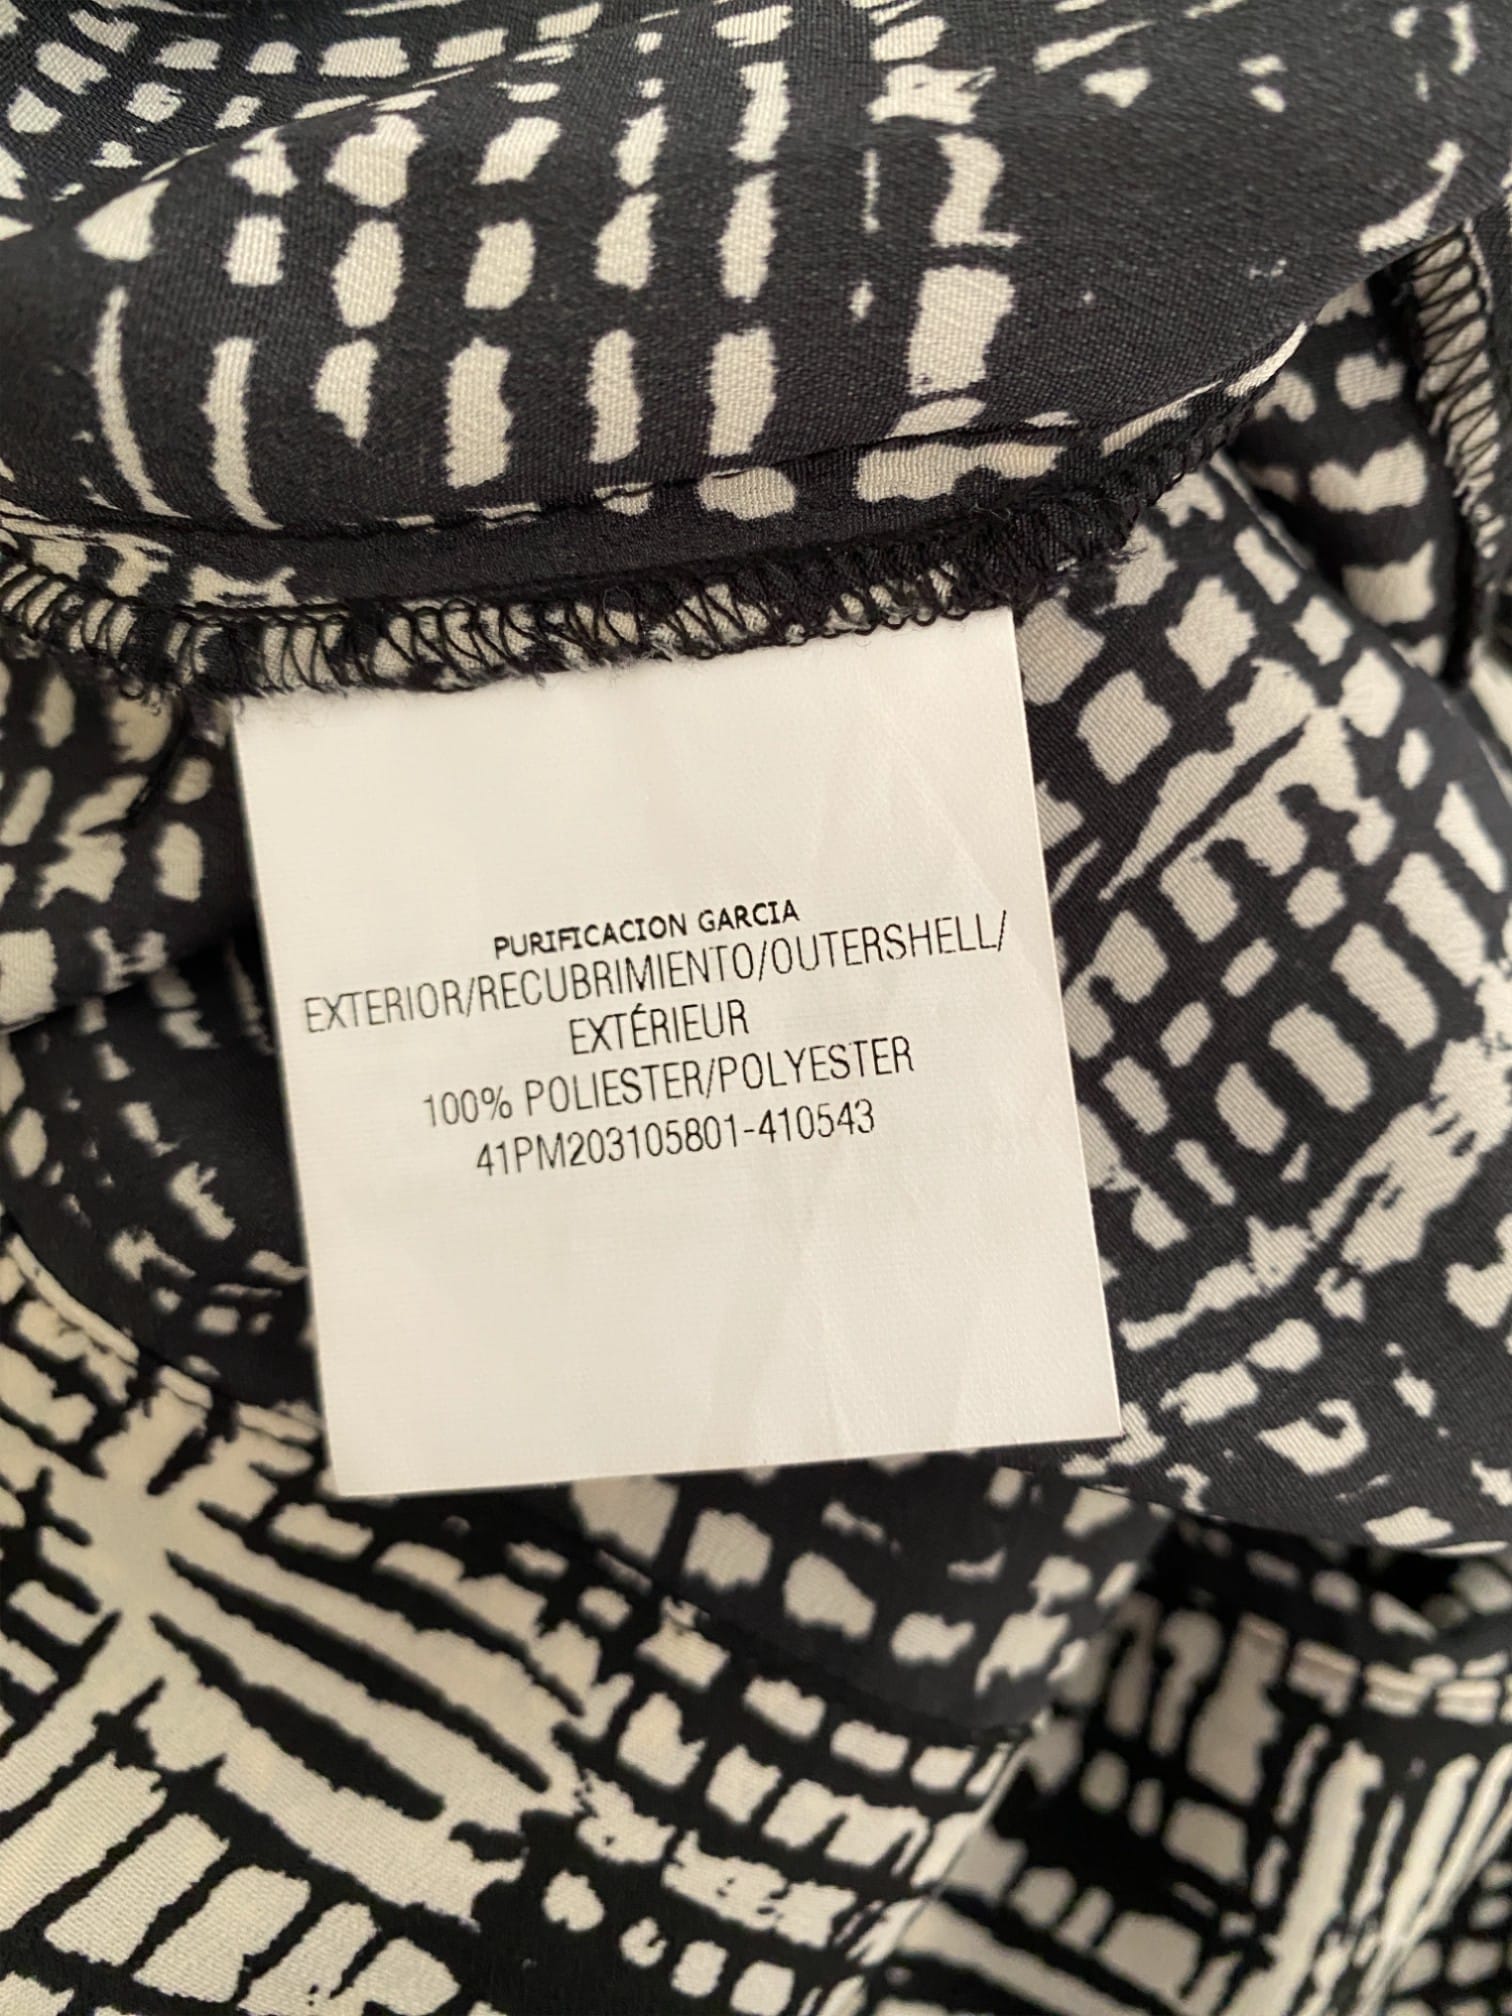 PURIFICACION GARCIA
EXTERIOR/RECUBRIMIENTO/OUTERSHELL/
EXTÉRIEUR
100% POLIESTER/POLYESTER
41PM203105801-410543